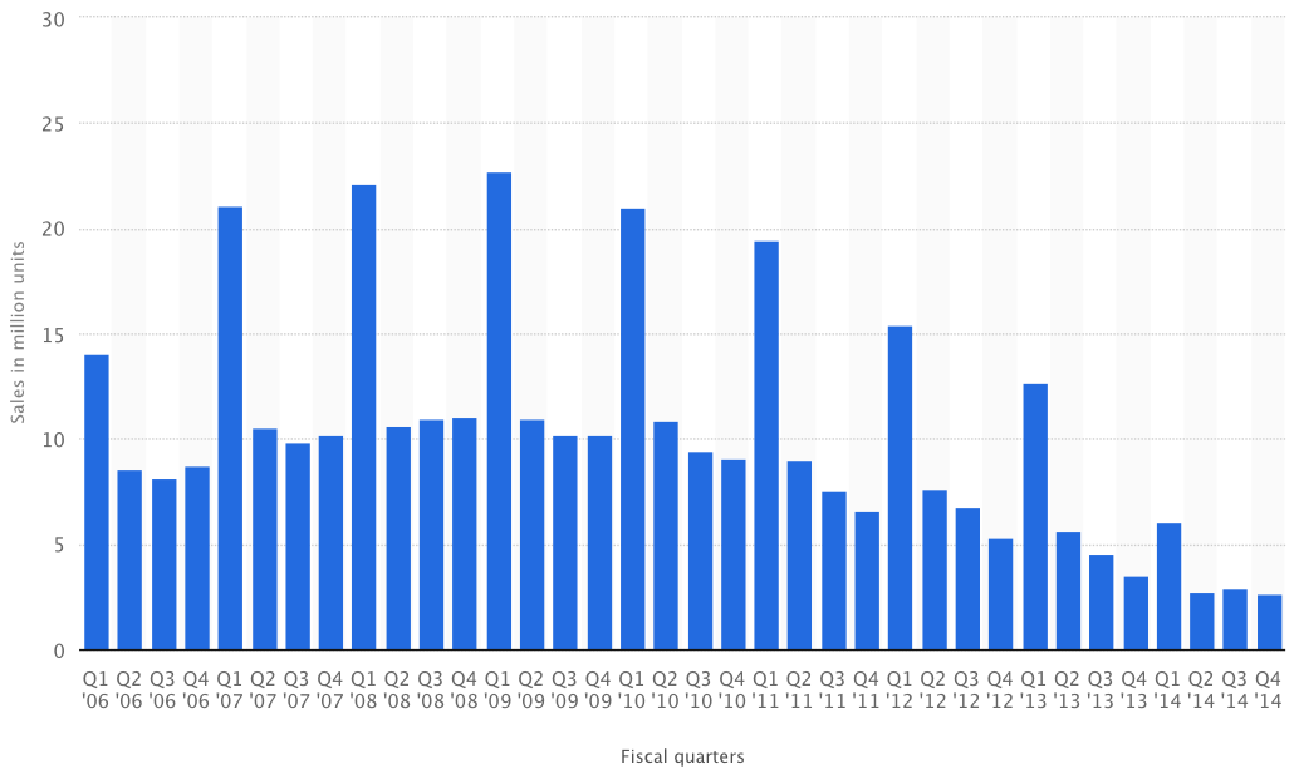 30
25
20
15
10
5
0
Sales in million units
Q1 Q2 Q3 Q4 Q1 Q2 Q3 Q4 Q1 Q2 Q3 Q4 Q1 Q2 Q3 Q4 Q1 Q2 Q3 Q4 Q1 Q2 Q3 Q4 Q1 Q2 Q3 Q4 Q1 Q2 Q3 Q4 Q1 Q2 Q3 Q4
'06 '06 '06 '06 '07 '07 '07 '07 '08 '08 '08 '08 '09 '09 '09 '09 '10 '10 '10 '10 '11 '11 '11 '11 '12 '12 '12 '12 '13 '13 '13 '13 '14 '14 '14 '14
Fiscal quarters